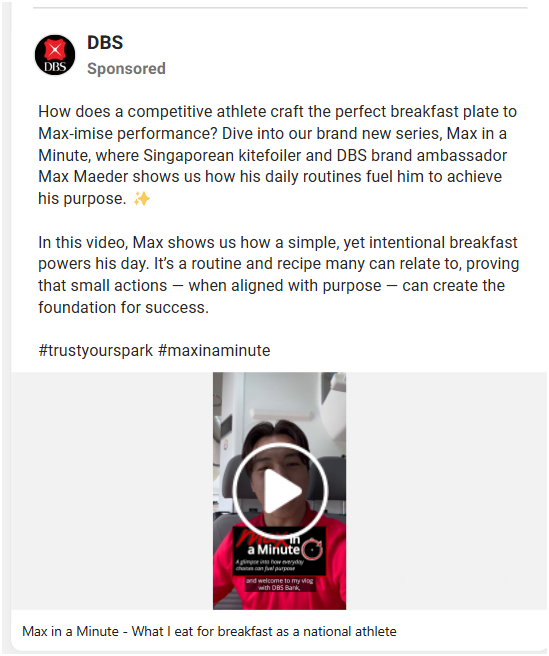 DBS
DBS
Sponsored
How does a competitive athlete craft the perfect breakfast plate to
Max-imise performance? Dive into our brand new series, Max in a
Minute, where Singaporean kitefoiler and DBS brand ambassador
Max Maeder shows us how his daily routines fuel him to achieve
his purpose. ✨
In this video, Max shows us how a simple, yet intentional breakfast
powers his day. It's a routine and recipe many can relate to, proving
that small actions — when aligned with purpose — can create the
foundation for success.
#trustyourspark #maxinaminute
Max in
a Minute
A glimpse into how everyday
choices can fuel purpose
and welcome to my vlog
with DBS Bank,
Max in a Minute - What I eat for breakfast as a national athlete